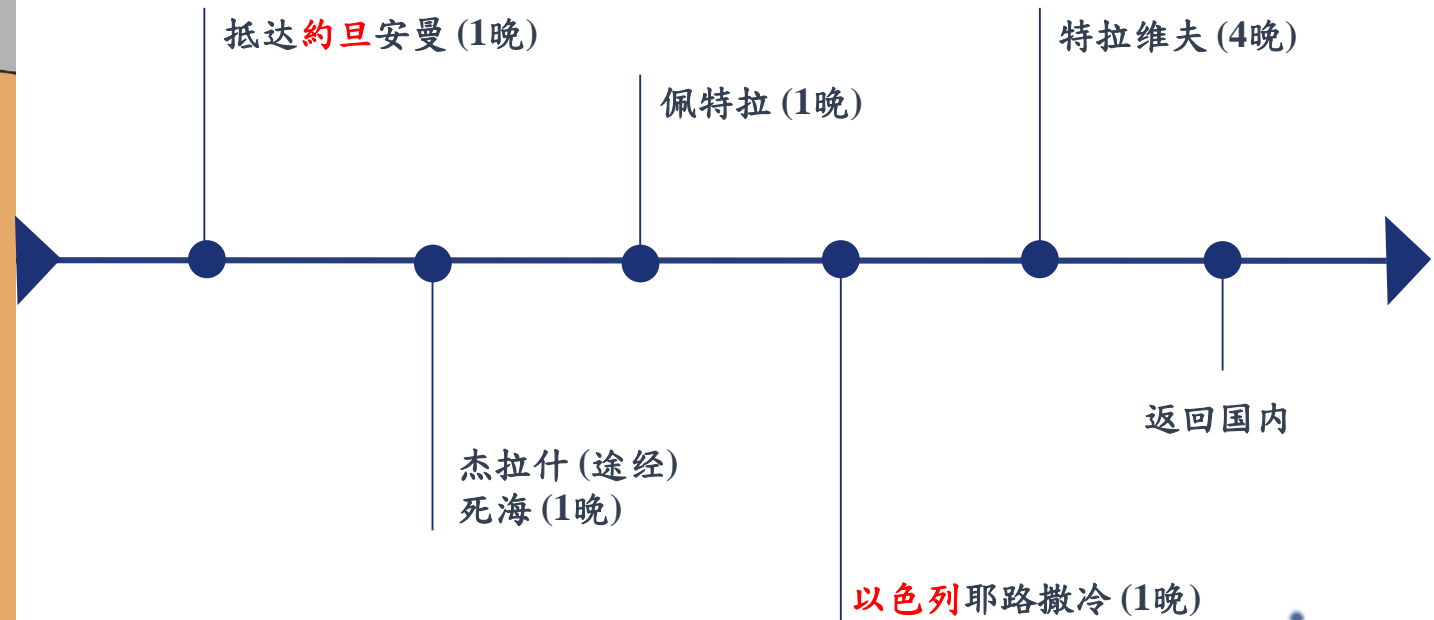 抵达約旦安曼 (1晚)
杰拉什 (途经)
死海 (1晚)
佩特拉 (1晚)
以色列耶路撒冷 (1晚)
特拉维夫 (4晚)
返回国内